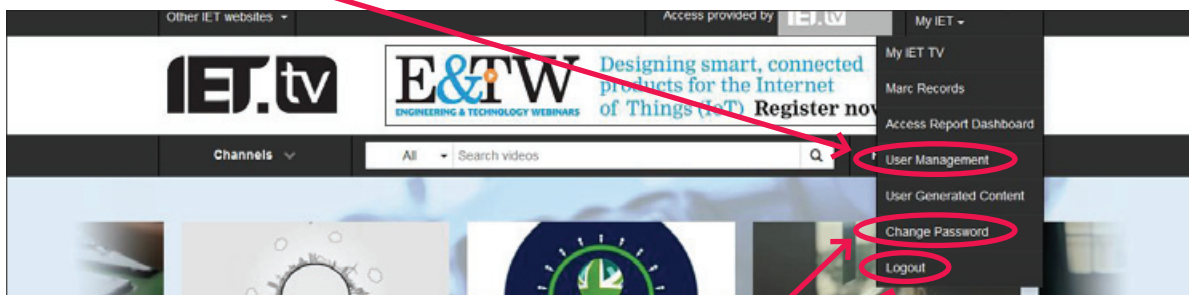 Other IET websites
Access provided by
IET.tv
My IET
My IET TV
Marc Records
Access Report Dashboard
User Management
User Generated Content
Change Password
Logout
IET.tv
E&TW
ENGINEERING & TECHNOLOGY WEBINARS
Designing smart, connected
products for the Internet
of Things (IoT) Register now
Channels
All
Search videos